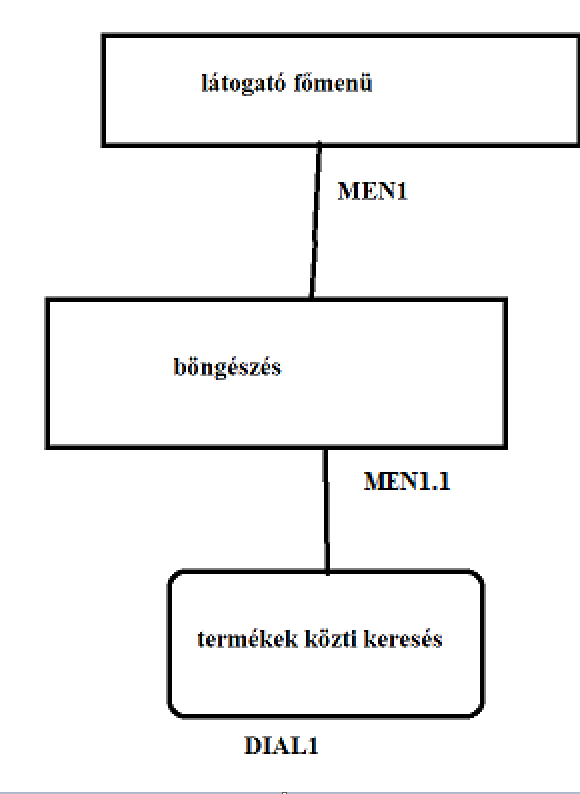 látogató főmenü
MEN1
böngészés
MEN1.1
termékek közti keresés
DIAL1